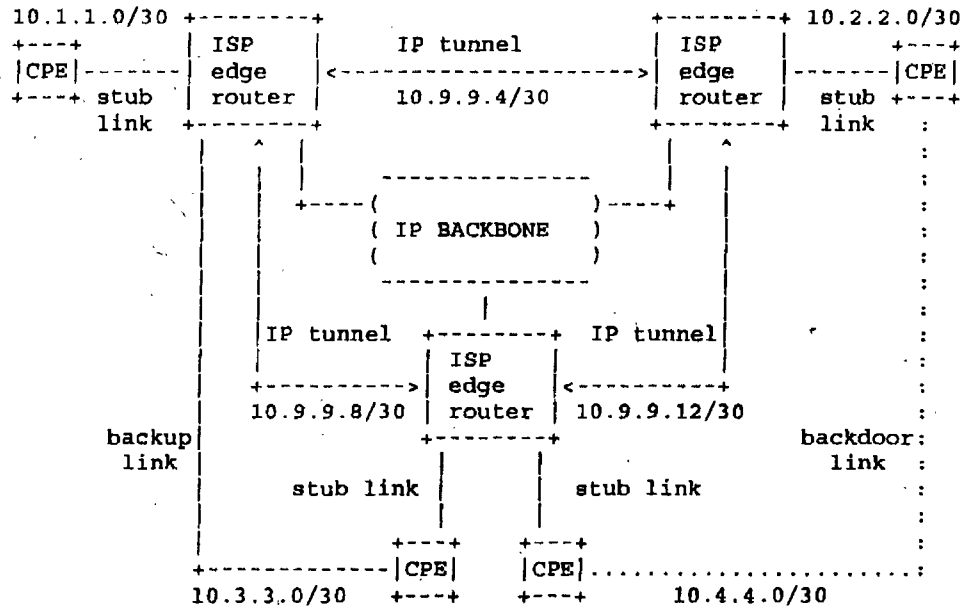 10.1.1.0/30 +--------+ +--------+ 10.2.2.0/30
+---+ | ISP | IP tunnel | ISP | +---+
|CPE|-------| edge |<--------------------->| edge |-------|CPE|
+---+ stub | router | 10.9.9.4/30 | router | stub +---+
link +--------+ +--------+ link :
IP BACKBONE
IP tunnel +---------+ IP tunnel
ISP
+----------->| edge |<-----------+
10.9.9.8/30 | router | 10.9.9.12/30
backup +---------+ backdoor:
link link :
stub link stub link
+---+ +---+
+-------------|CPE| |CPE|.......................:
10.3.3.0/30 +---+ +---+ 10.4.4.0/30